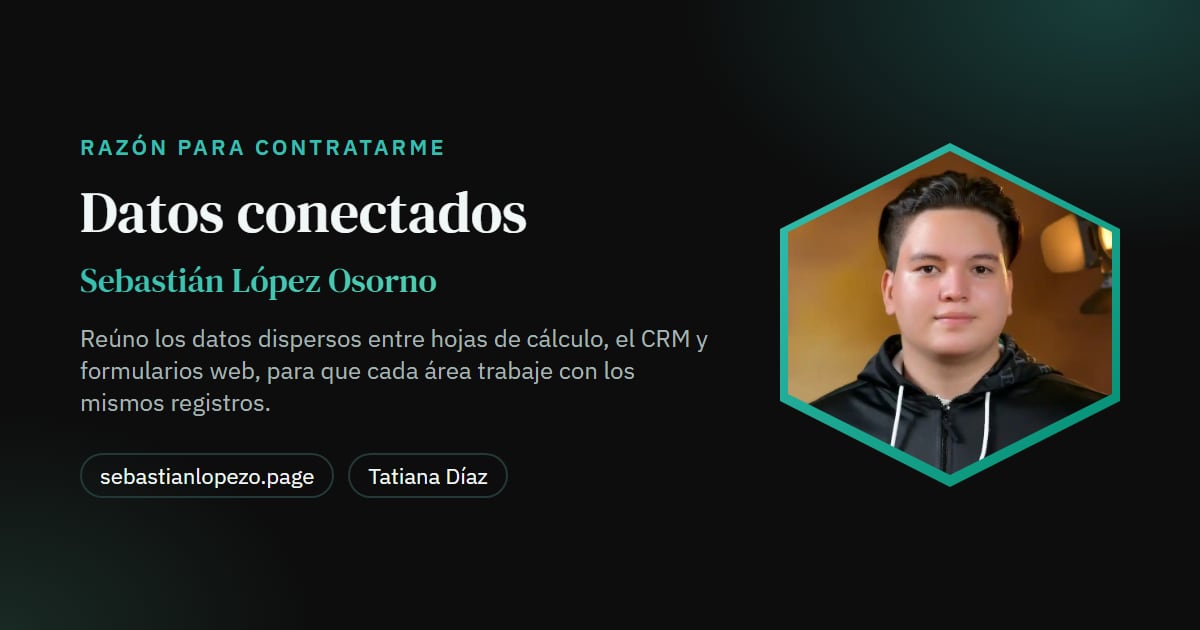 RAZÓN PARA CONTRATARME
Datos conectados
Sebastián López Osorno
Reúno los datos dispersos entre hojas de cálculo, el CRM y
formularios web, para que cada área trabaje con los
mismos registros.
sebastianlopezo.page
Tatiana Díaz